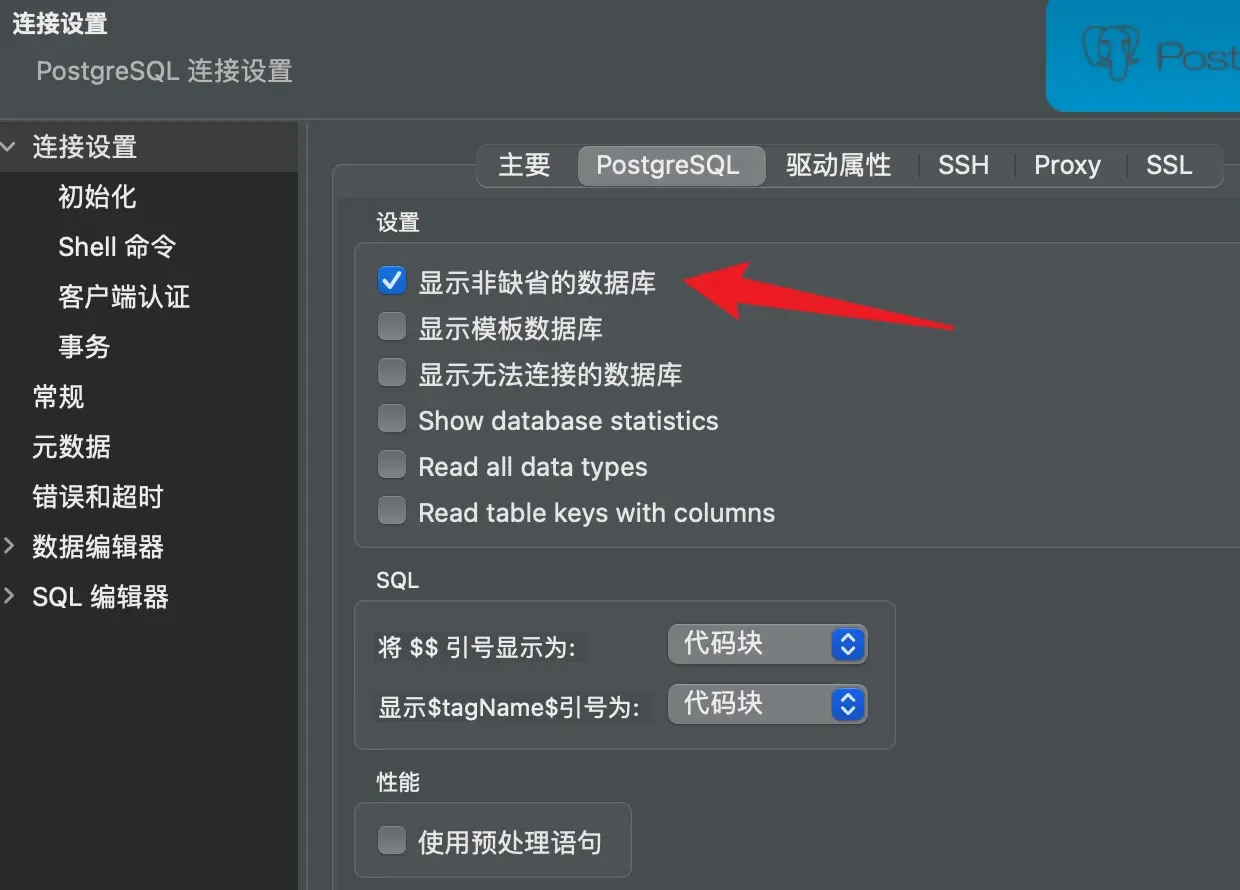 连接设置
PostgreSQL 连接设置
Post
连接设置
初始化
Shell 命令
客户端认证
事务
常规
元数据
错误和超时
数据编辑器
SQL 编辑器
主要 PostgreSQL 驱动属性 SSH Proxy SSL
设置
显示非缺省的数据库
显示模板数据库
显示无法连接的数据库
Show database statistics
Read all data types
Read table keys with columns
SQL
将 $$ 引号显示为: 代码块
显示$tagName$引号为: 代码块
性能
使用预处理语句